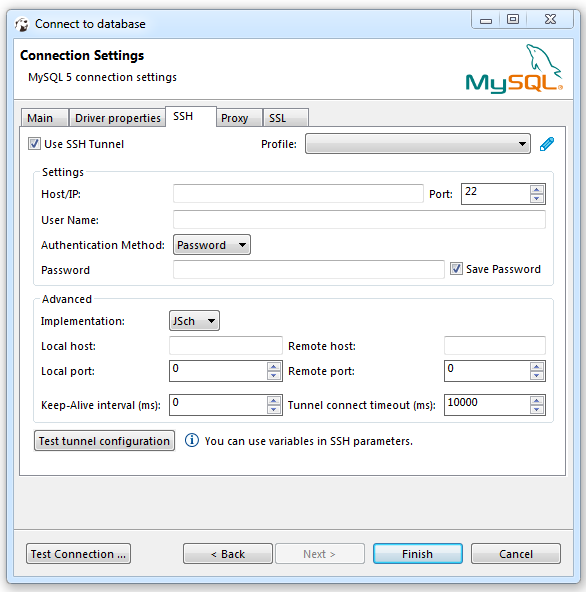 Connect to database
Connection Settings
MySQL 5 connection settings
MySQL®
Main Driver properties SSH Proxy SSL
Use SSH Tunnel Profile:
Settings
Host/IP: Port: 22
User Name:
Authentication Method: Password
Password Save Password
Advanced
Implementation: JSch
Local host: Remote host:
Local port: 0 Remote port: 0
Keep-Alive interval (ms): 0 Tunnel connect timeout (ms): 10000
Test tunnel configuration You can use variables in SSH parameters.
Test Connection ... < Back Next > Finish Cancel